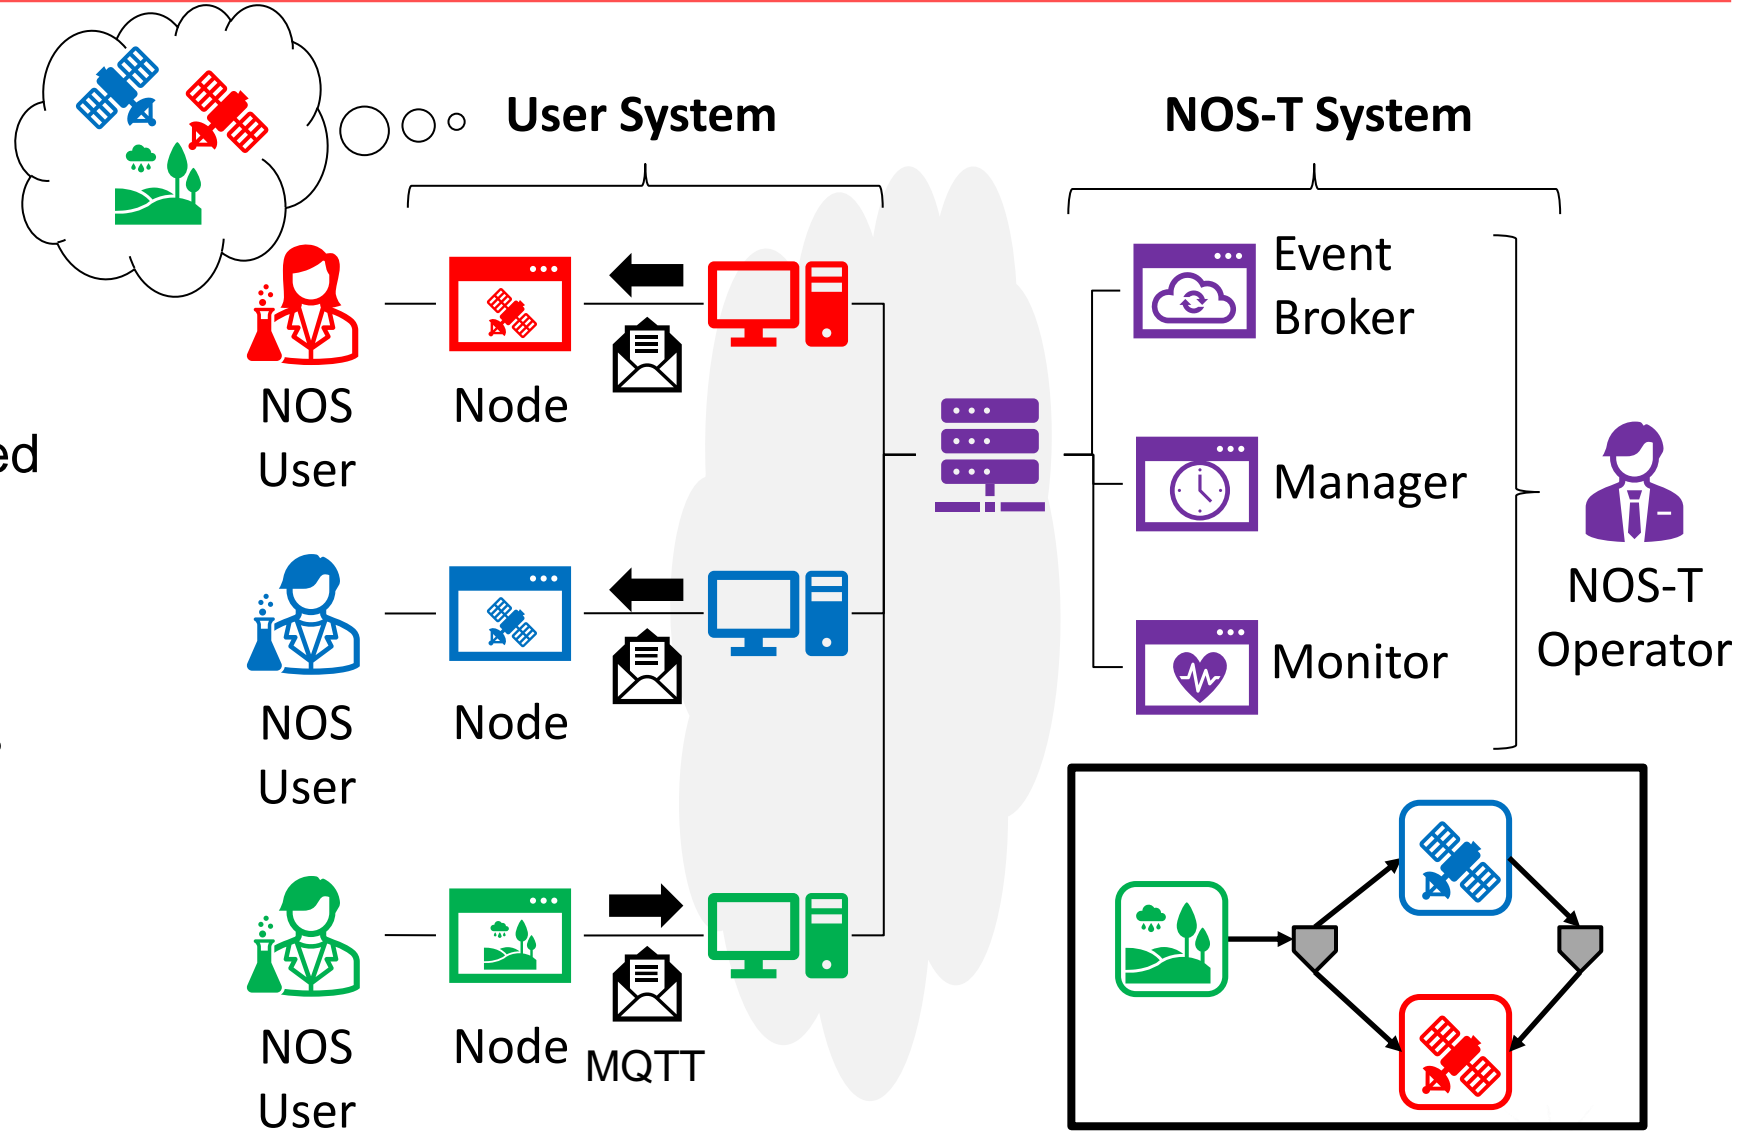 User System
NOS-T System
Event
Broker
NOS
User
Node
ed
Manager
NOS-T
Operator
Monitor
NOS
User
Node
NOS
User
Node
MQTT